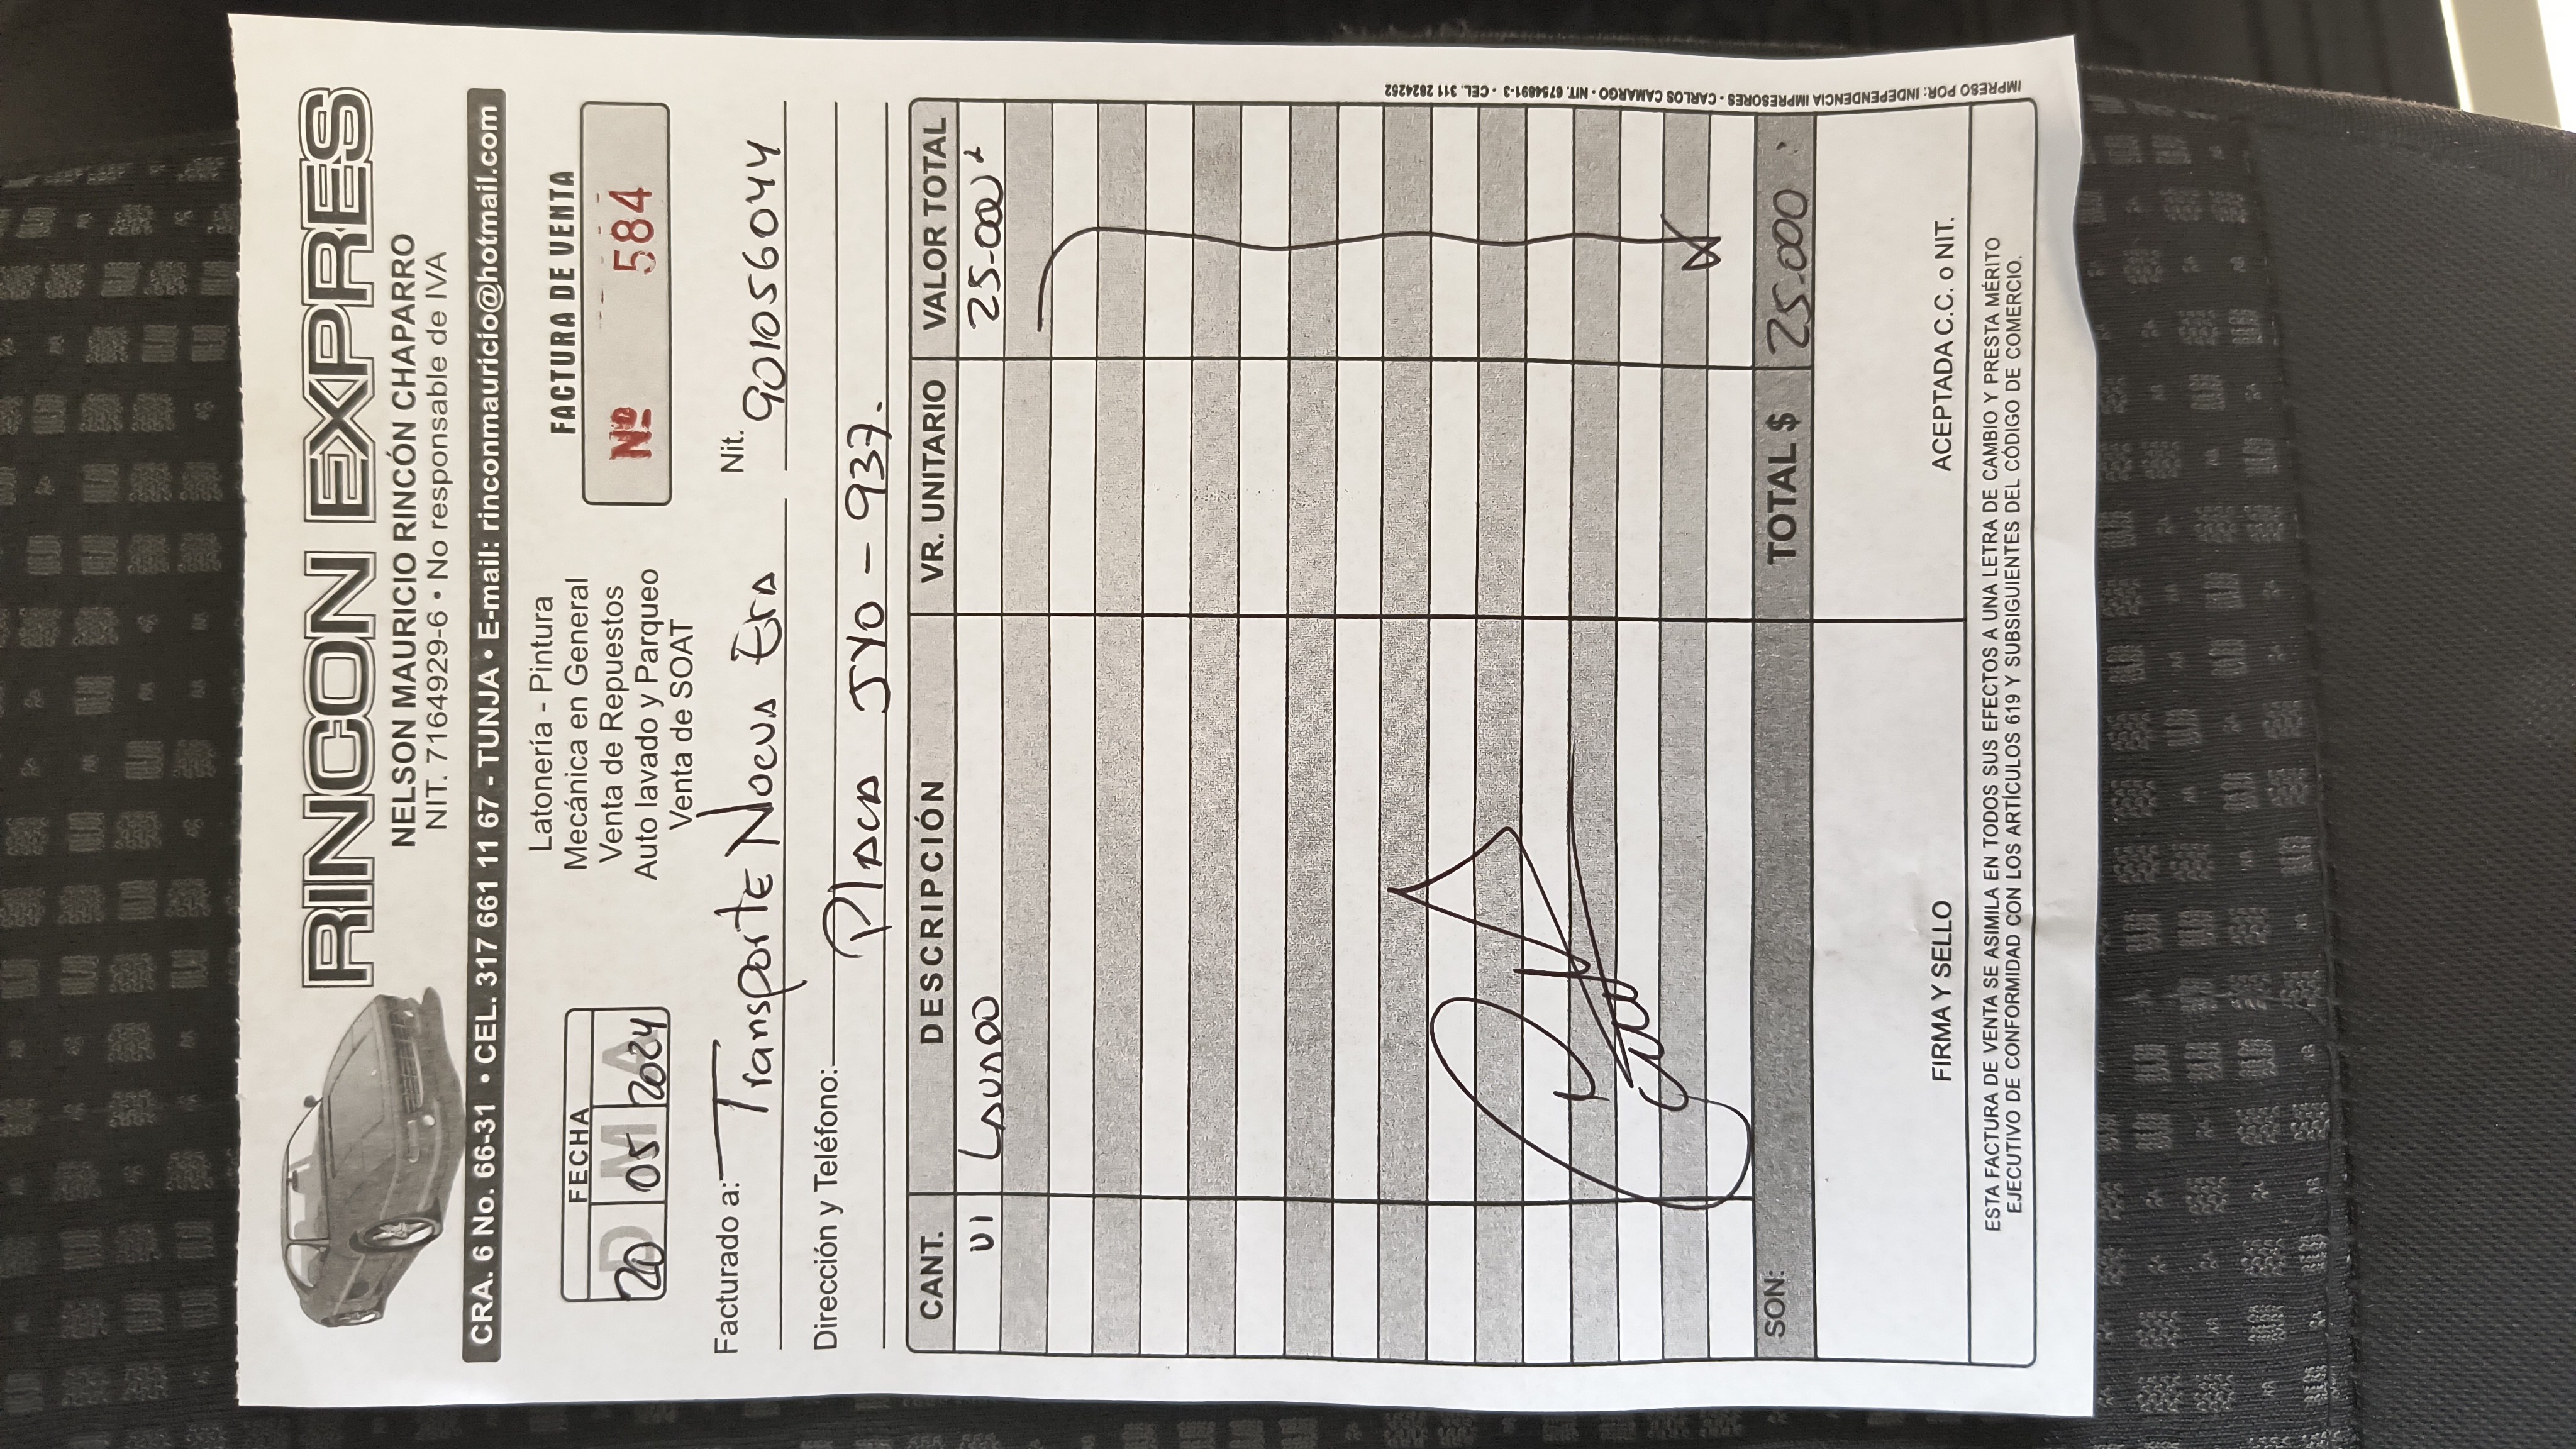 RINCON EXPRES
NELSON MAURICIO RINCÓN CHAPARRO
NIT. 71649929-6 • No responsable de IVA
CRA. 6 No. 66-31 • CEL. 317 661 11 67 - TUNJA • E-mail: rinconmauricio@hotmail.com
FECHA
D M A
20 05 2024
Latonería - Pintura
Mecánica en General
Venta de Repuestos
Auto lavado y Parqueo
Venta de SOAT
FACTURA DE VENTA
Nº 584
Facturado a: Transporte Nocua Era Nit. 901056044
Dirección y Teléfono: Placa JYO - 937.
CANT. DESCRIPCIÓN VR. UNITARIO VALOR TOTAL
01 Lavado 25.000
SON: TOTAL $ 25.000
FIRMA Y SELLO ACEPTADA C.C. o NIT.
ESTA FACTURA DE VENTA SE ASIMILA EN TODOS SUS EFECTOS A UNA LETRA DE CAMBIO Y PRESTA MÉRITO
EJECUTIVO DE CONFORMIDAD CON LOS ARTÍCULOS 619 Y SUBSIGUIENTES DEL CÓDIGO DE COMERCIO.
IMPRESO POR: INDEPENDENCIA IMPRESORES - CARLOS CAMARGO - NIT. 6754691-3 - CEL. 311 2824252